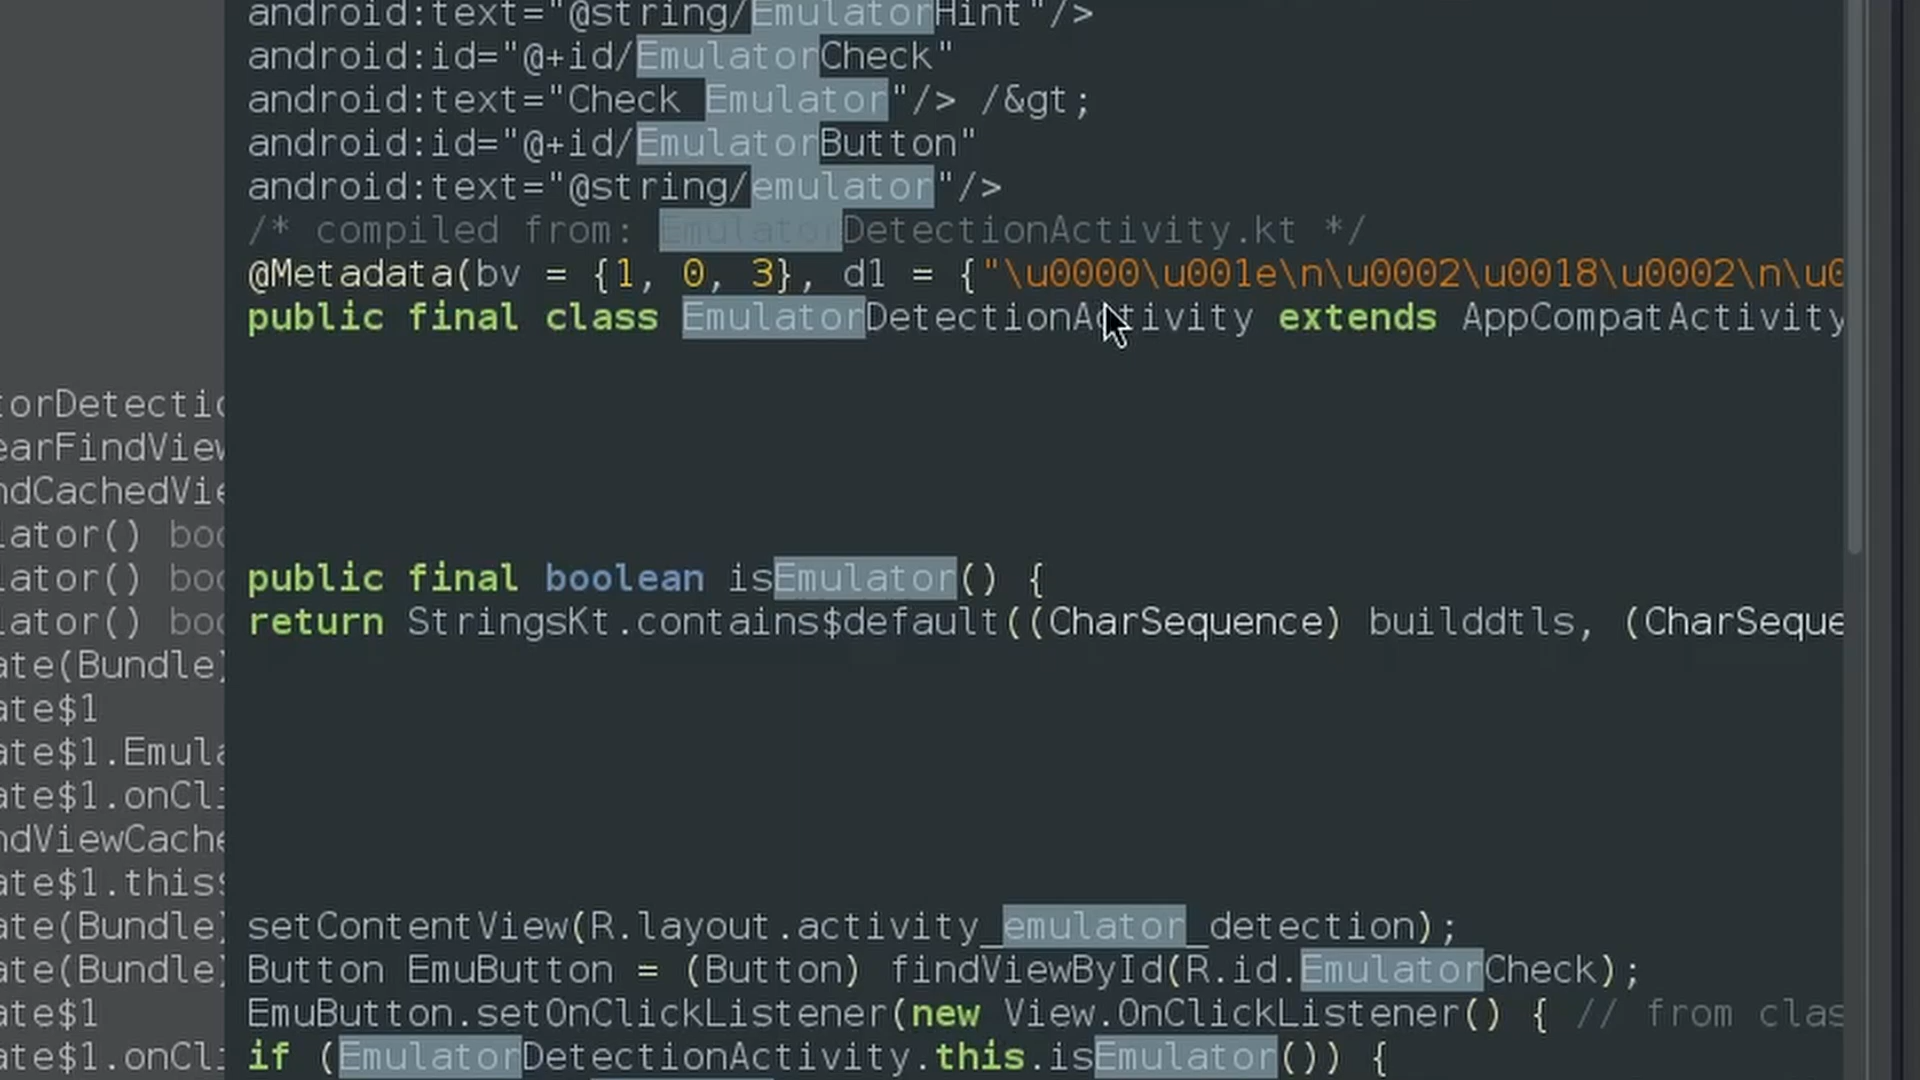 android:text="@string/EmulatorHint"/>
android:id="@+id/EmulatorCheck"
android:text="Check Emulator"/> /&gt;
android:id="@+id/EmulatorButton"
android:text="@string/emulator"/>
/* compiled from: EmulatorDetectionActivity.kt */
@Metadata(bv = {1, 0, 3}, d1 = {"\u0000\u001e\n\u0002\u0018\u0002\n\u0
public final class EmulatorDetectionActivity extends AppCompatActivity
torDetectio
earFindView
ndCachedVie
lator() boo
lator() boo
public final boolean isEmulator() {
lator() boo
return StringsKt.contains$default((CharSequence) builddtls, (CharSeque
ate(Bundle)
ate$1
ate$1.Emula
ate$1.onCli
ndViewCache
ate$1.this$
ate(Bundle)
setContentView(R.layout.activity_emulator_detection);
ate(Bundle)
Button EmuButton = (Button) findViewById(R.id.EmulatorCheck);
ate$1
EmuButton.setOnClickListener(new View.OnClickListener() { // from clas
ate$1.onCli
if (EmulatorDetectionActivity.this.isEmulator()) {